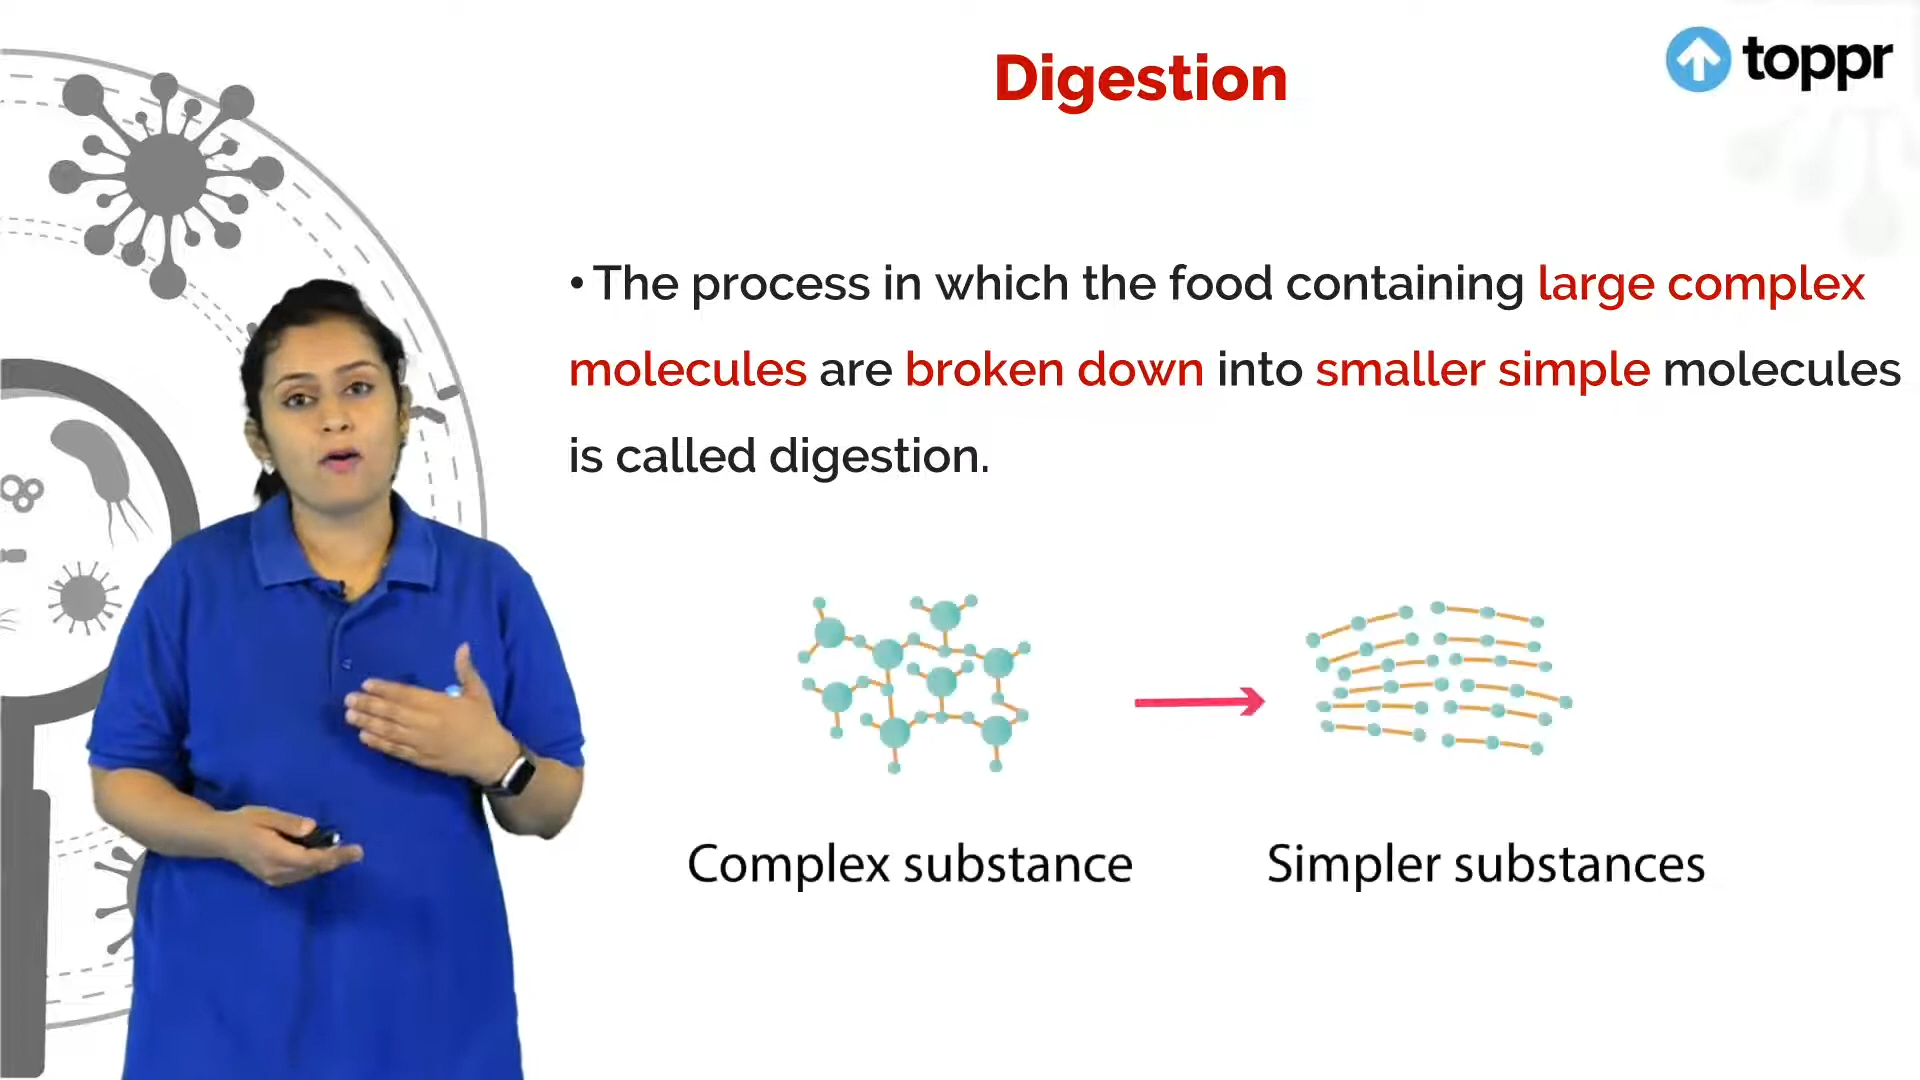 Digestion
toppr
• The process in which the food containing large complex
molecules are broken down into smaller simple molecules
is called digestion.
Complex substance
Simpler substances